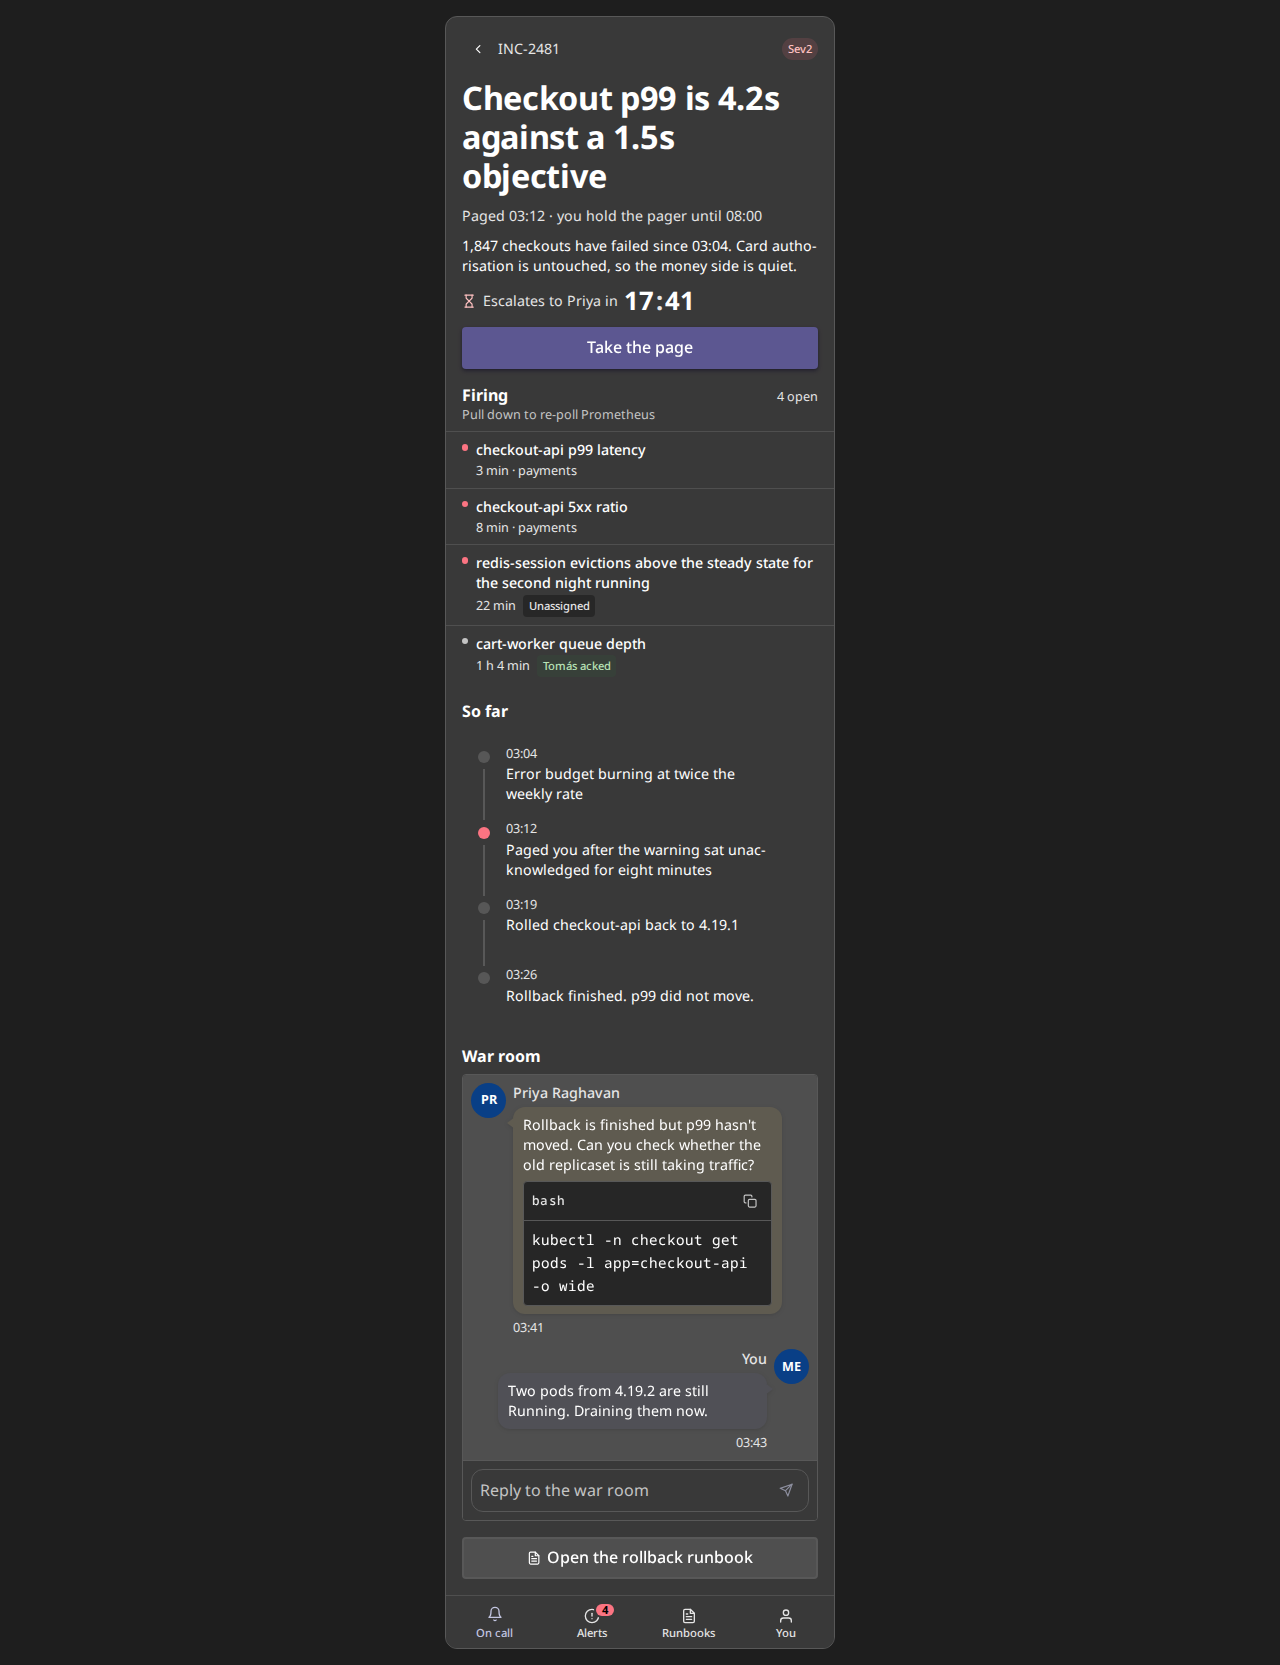 INC-2481
Sev2
Checkout p99 is 4.2s
against a 1.5s
objective
Paged 03:12 · you hold the pager until 08:00
1,847 checkouts have failed since 03:04. Card autho-
risation is untouched, so the money side is quiet.
Escalates to Priya in 17:41
Take the page
Firing
4 open
Pull down to re-poll Prometheus
checkout-api p99 latency
3 min · payments
checkout-api 5xx ratio
8 min · payments
redis-session evictions above the steady state for
the second night running
22 min Unassigned
cart-worker queue depth
1 h 4 min Tomás acked
So far
03:04
Error budget burning at twice the
weekly rate
03:12
Paged you after the warning sat unac-
knowledged for eight minutes
03:19
Rolled checkout-api back to 4.19.1
03:26
Rollback finished. p99 did not move.
War room
PR
Priya Raghavan
Rollback is finished but p99 hasn't
moved. Can you check whether the
old replicaset is still taking traffic?
bash
kubectl -n checkout get
pods -l app=checkout-api
-o wide
03:41
You
ME
Two pods from 4.19.2 are still
Running. Draining them now.
03:43
Reply to the war room
Open the rollback runbook
On call
4
Alerts
Runbooks
You